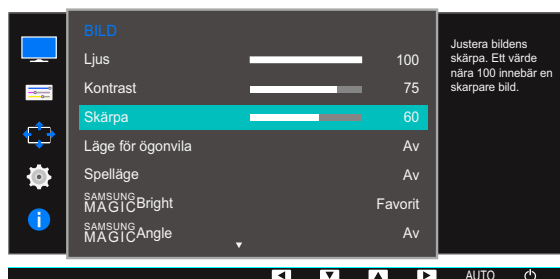 BILD
Ljus 100
Kontrast 75
Skärpa 60
Läge för ögonvila Av
Spelläge Av
SAMSUNG MAGICBright Favorit
SAMSUNG MAGICAngle Av
Justera bildens
skärpa. Ett värde
nära 100 innebär en
skarpare bild.
AUTO